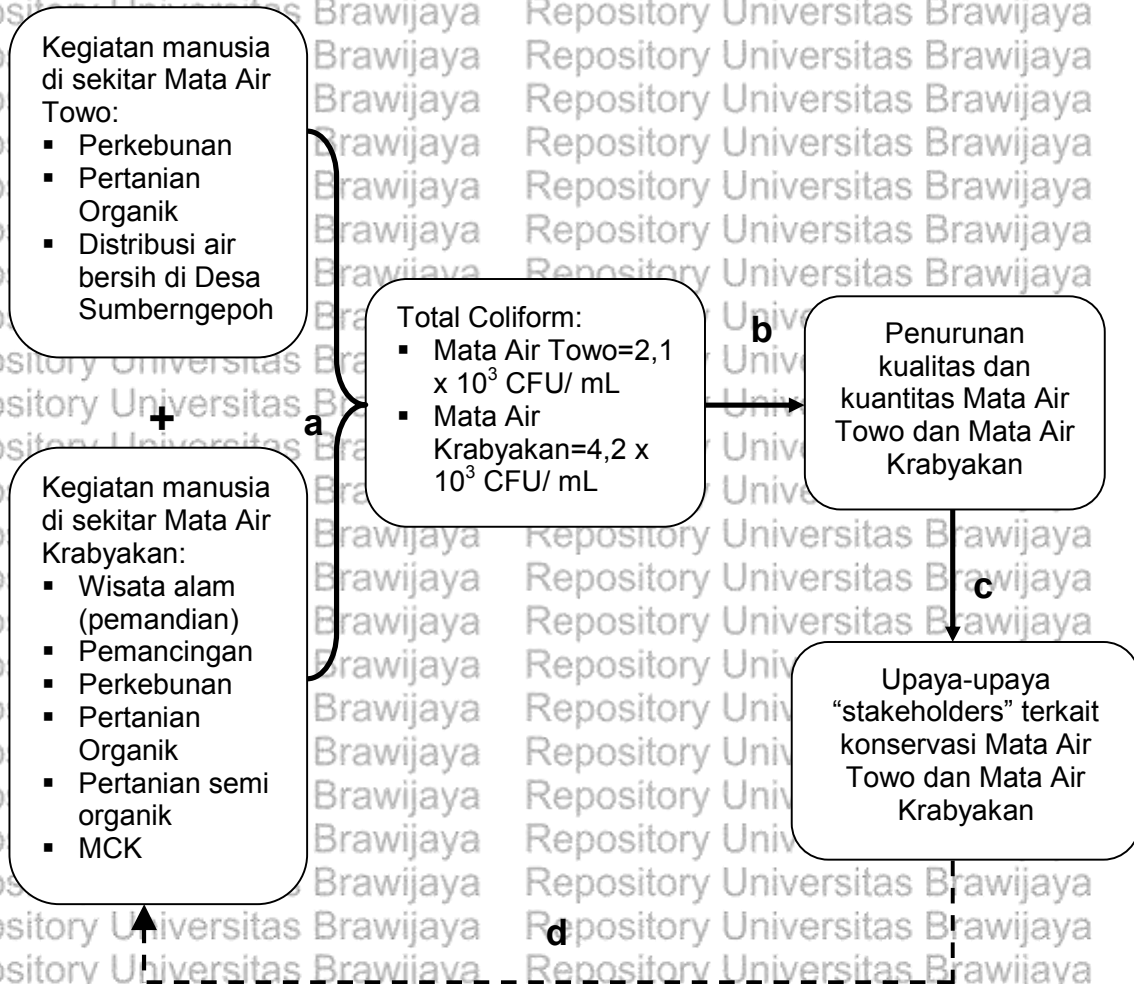 Kegiatan manusia
di sekitar Mata Air
Towo:
▪ Perkebunan
▪ Pertanian
Organik
▪ Distribusi air
bersih di Desa
Sumberngepoh
+
Kegiatan manusia
di sekitar Mata Air
Krabyakan:
▪ Wisata alam
(pemandian)
▪ Pemancingan
▪ Perkebunan
▪ Pertanian
Organik
▪ Pertanian semi
organik
▪ MCK
a
Total Coliform:
▪ Mata Air Towo=2,1
x 10³ CFU/ mL
▪ Mata Air
Krabyakan=4,2 x
10³ CFU/ mL
b
Penurunan
kualitas dan
kuantitas Mata Air
Towo dan Mata Air
Krabyakan
c
Upaya-upaya
“stakeholders” terkait
konservasi Mata Air
Towo dan Mata Air
Krabyakan
d
Repository Universitas Brawijaya